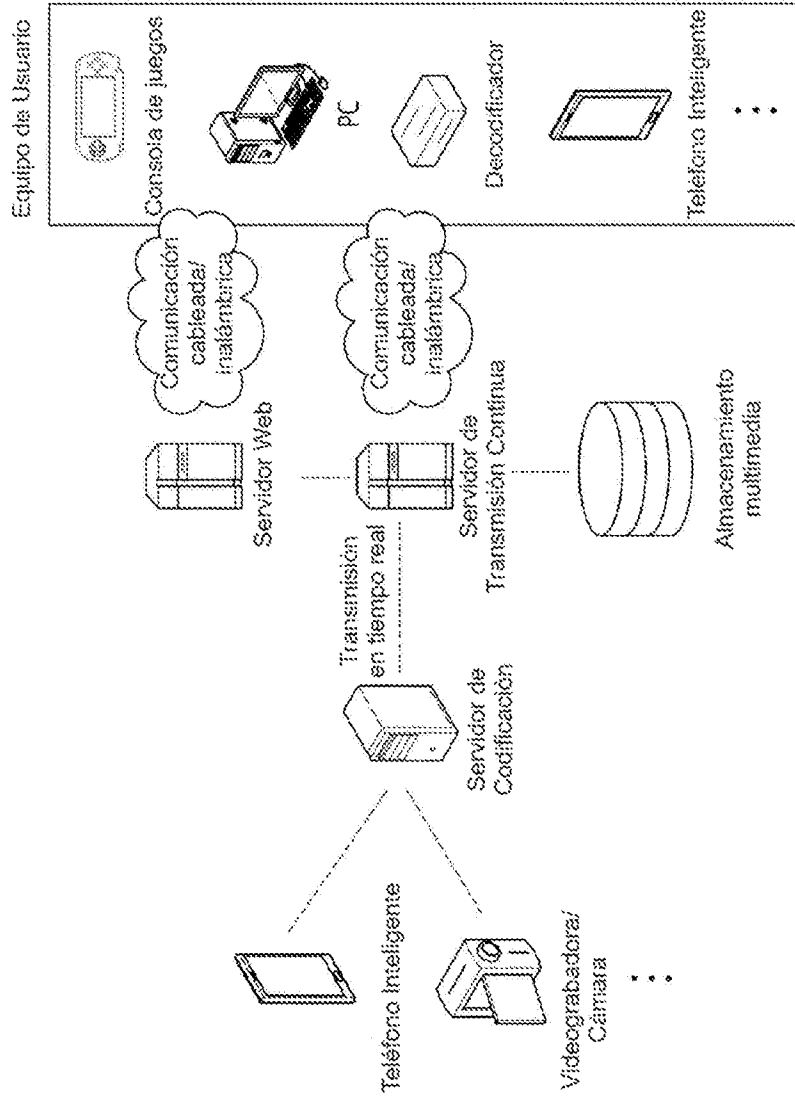 Equipo de Usuario
Consola de juegos
PC
Decodificador
Teléfono Inteligente
Comunicación
cableada/
inalámbrica
Comunicación
cableada/
inalámbrica
Servidor Web
Servidor de
Transmisión Continua
Almacenamiento
multimedia
Transmisión
en tiempo real
Servidor de
Codificación
Teléfono Inteligente
Videograbadora/
Cámara